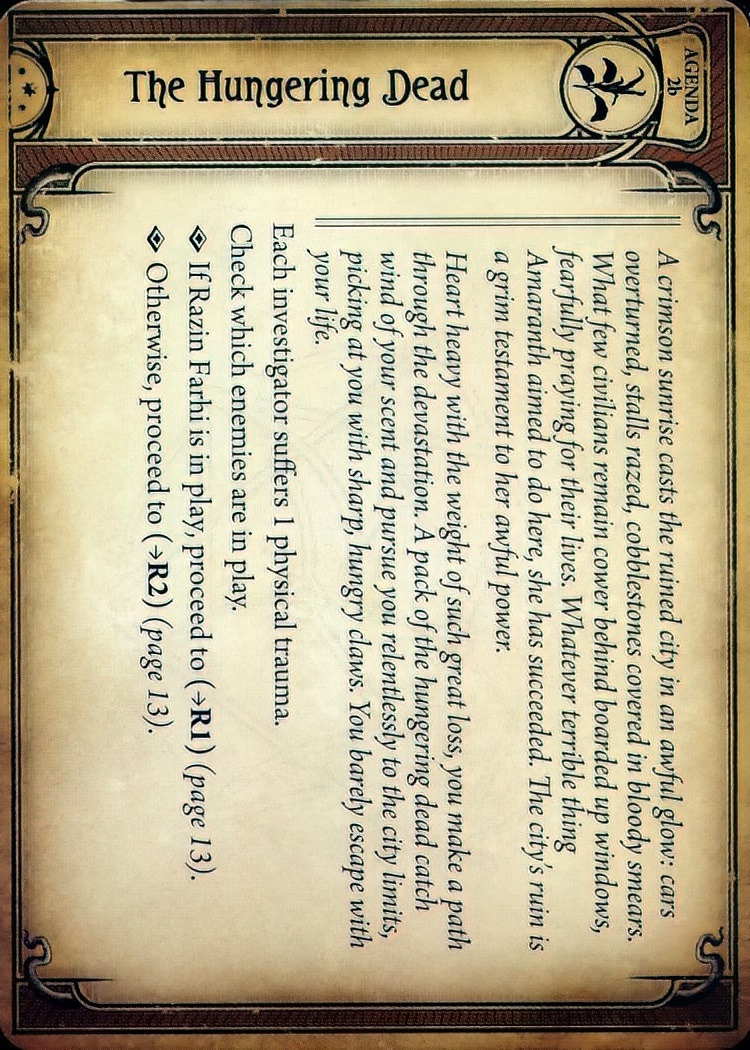 AGENDA
2b
The Hungering Dead
A crimson sunrise casts the ruined city in an awful glow: cars
overturned, stalls razed, cobblestones covered in bloody smears.
What few civilians remain cower behind boarded up windows,
fearfully praying for their lives. Whatever terrible thing
Amaranth aimed to do here, she has succeeded. The city's ruin is
a grim testament to her awful power.
Heart heavy with the weight of such great loss, you make a path
through the devastation. A pack of the hungering dead catch
wind of your scent and pursue you relentlessly to the city limits,
picking at you with sharp, hungry claws. You barely escape with
your life.
Each investigator suffers 1 physical trauma.
Check which enemies are in play.
If Razin Farhi is in play, proceed to (→R1) (page 13).
Otherwise, proceed to (→R2) (page 13).